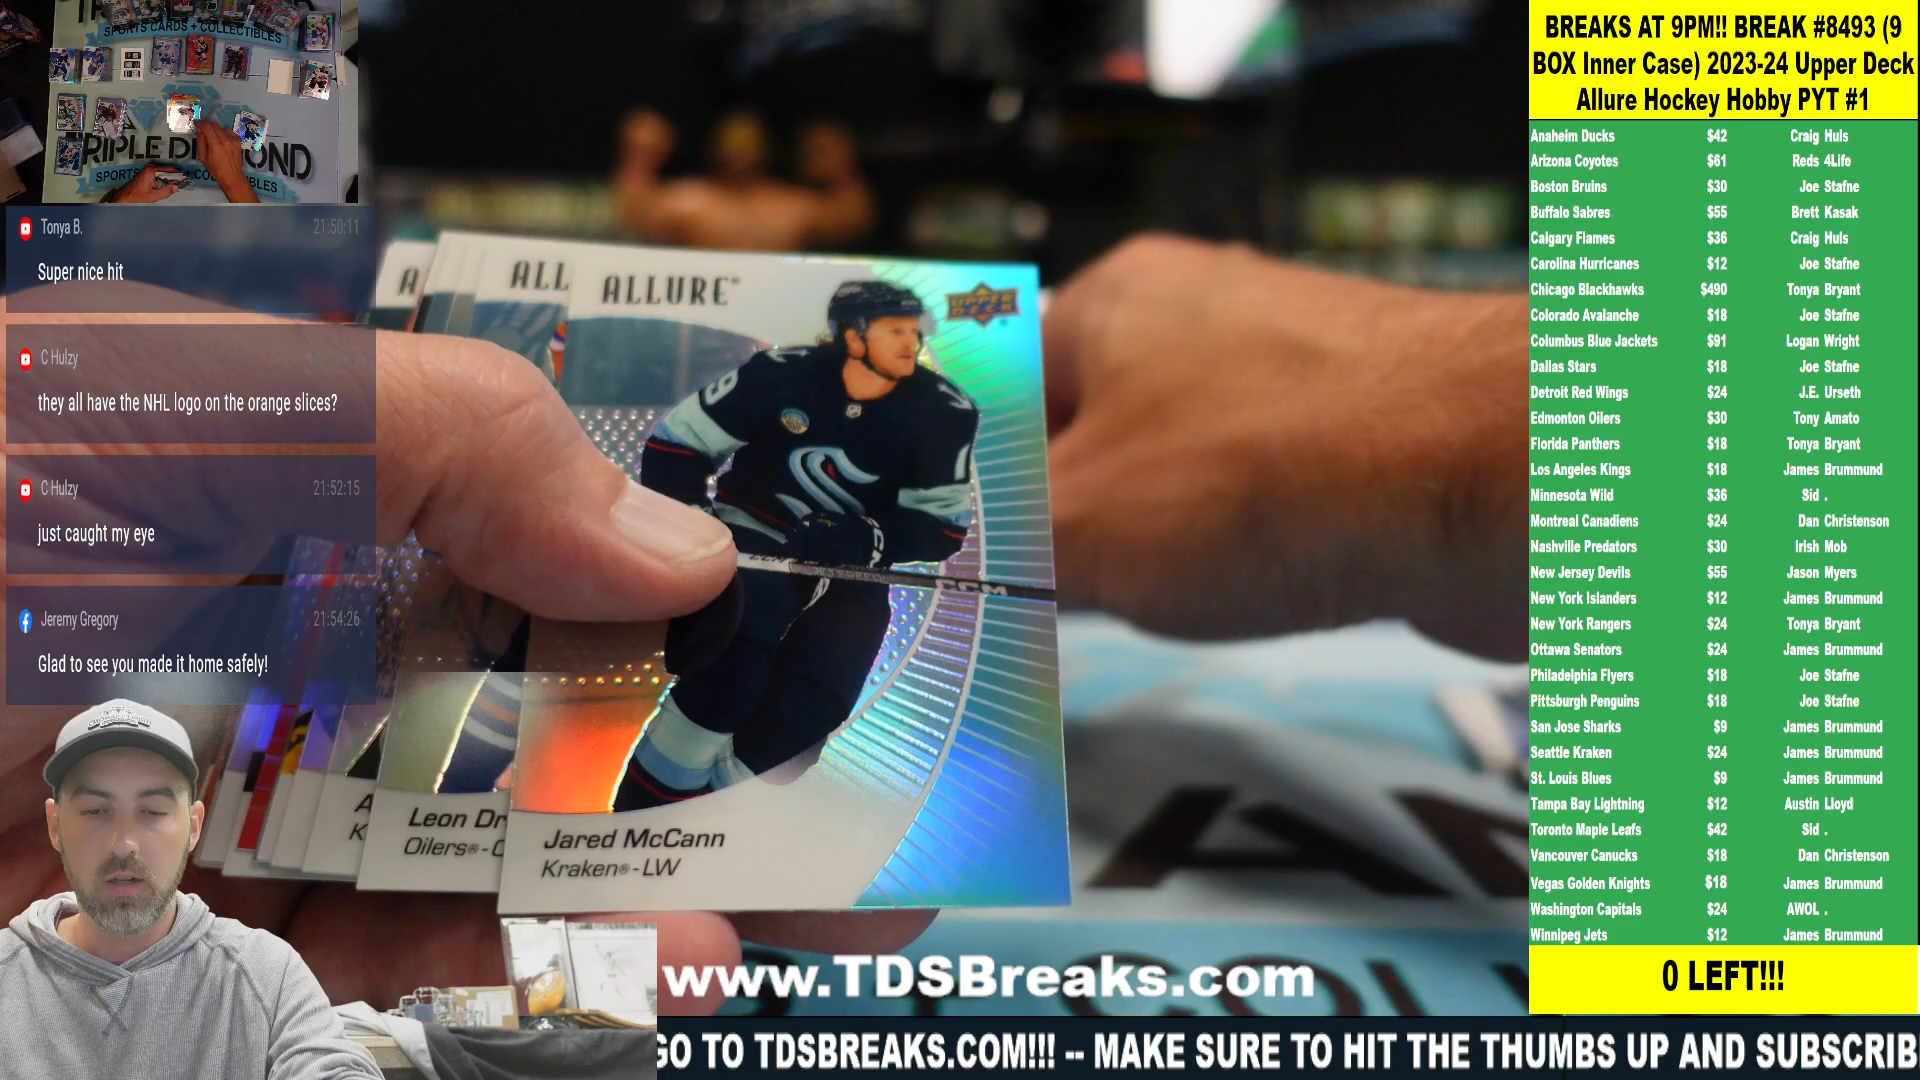 SPORTS CARDS + COLLECTIBLES
TRIPLE DIAMOND
Tonya B. 21:50:11
Super nice hit
C Hulzy
they all have the NHL logo on the orange slices?
C Hulzy 21:52:15
just caught my eye
Jeremy Gregory 21:54:26
Glad to see you made it home safely!
A
ALL
ALLURE
UPPER DECK
CCM
Leon Dr
Oilers®-C
Jared McCann
Kraken®-LW
www.TDSBreaks.com
GO TO TDSBREAKS.COM!!! -- MAKE SURE TO HIT THE THUMBS UP AND SUBSCRIB
BREAKS AT 9PM!! BREAK #8493 (9
BOX Inner Case) 2023-24 Upper Deck
Allure Hockey Hobby PYT #1
Anaheim Ducks $42 Craig Huls
Arizona Coyotes $61 Reds 4Life
Boston Bruins $30 Joe Stafne
Buffalo Sabres $55 Brett Kasak
Calgary Flames $36 Craig Huls
Carolina Hurricanes $12 Joe Stafne
Chicago Blackhawks $490 Tonya Bryant
Colorado Avalanche $18 Joe Stafne
Columbus Blue Jackets $91 Logan Wright
Dallas Stars $18 Joe Stafne
Detroit Red Wings $24 J.E. Urseth
Edmonton Oilers $30 Tony Amato
Florida Panthers $18 Tonya Bryant
Los Angeles Kings $18 James Brummund
Minnesota Wild $36 Sid .
Montreal Canadiens $24 Dan Christenson
Nashville Predators $30 Irish Mob
New Jersey Devils $55 Jason Myers
New York Islanders $12 James Brummund
New York Rangers $24 Tonya Bryant
Ottawa Senators $24 James Brummund
Philadelphia Flyers $18 Joe Stafne
Pittsburgh Penguins $18 Joe Stafne
San Jose Sharks $9 James Brummund
Seattle Kraken $24 James Brummund
St. Louis Blues $9 James Brummund
Tampa Bay Lightning $12 Austin Lloyd
Toronto Maple Leafs $42 Sid .
Vancouver Canucks $18 Dan Christenson
Vegas Golden Knights $18 James Brummund
Washington Capitals $24 AWOL .
Winnipeg Jets $12 James Brummund
0 LEFT!!!